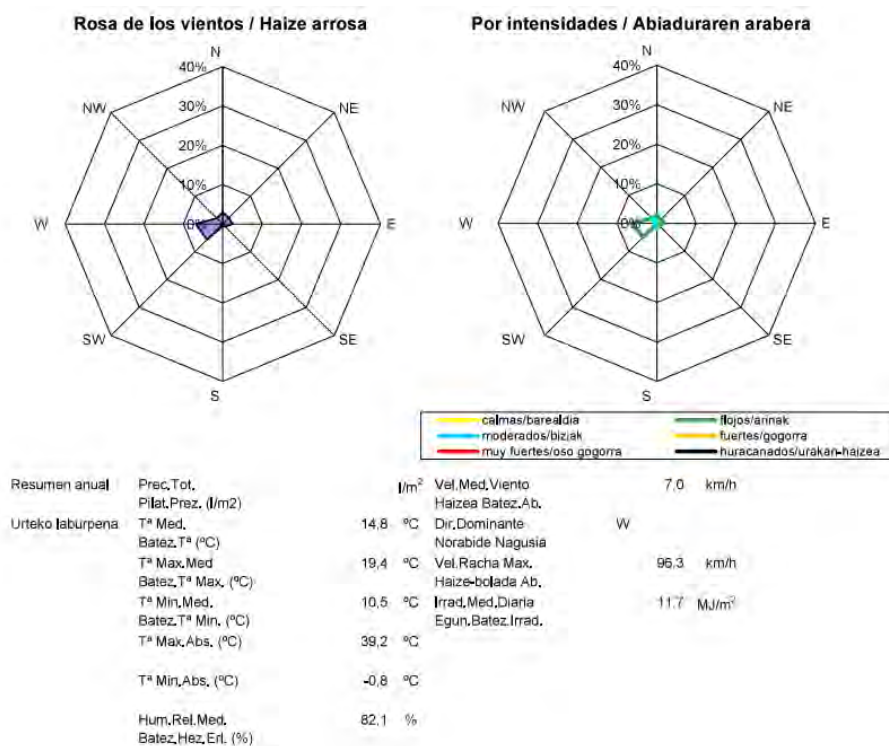 Rosa de los vientos / Haize arrosa
N
40%
NW
30%
NE
20%
10%
W
0%
E
SW
SE
S
Por intensidades / Abiaduraren arabera
N
40%
NW
30%
NE
20%
10%
W
0%
E
SW
SE
S
calmas/barealdia flojos/arinak
moderados/biziak fuertes/gogorra
muy fuertes/oso gogorra huracanados/urakan-haizea
Resumen anual Prec.Tot. l/m² Vel.Med.Viento 7,0 km/h
Pilat.Prez. (l/m2) Haizea Batez.Ab.
Urteko laburpena Tª Med. 14,8 ºC Dir.Dominante W
Batez.Tª (ºC) Norabide Nagusia
Tª Max.Med 19,4 ºC Vel.Racha Max. 96,3 km/h
Batez.Tª Max. (ºC) Haize-bolada Ab.
Tª Min.Med. 10,5 ºC Irrad.Med.Diaria 11,7 MJ/m²
Batez.Tª Min. (ºC) Egun.Batez.Irrad.
Tª Max.Abs. (ºC) 39,2 ºC
Tª Min.Abs. (ºC) -0,8 ºC
Hum.Rel.Med. 82,1 %
Batez.Hez.Erl. (%)